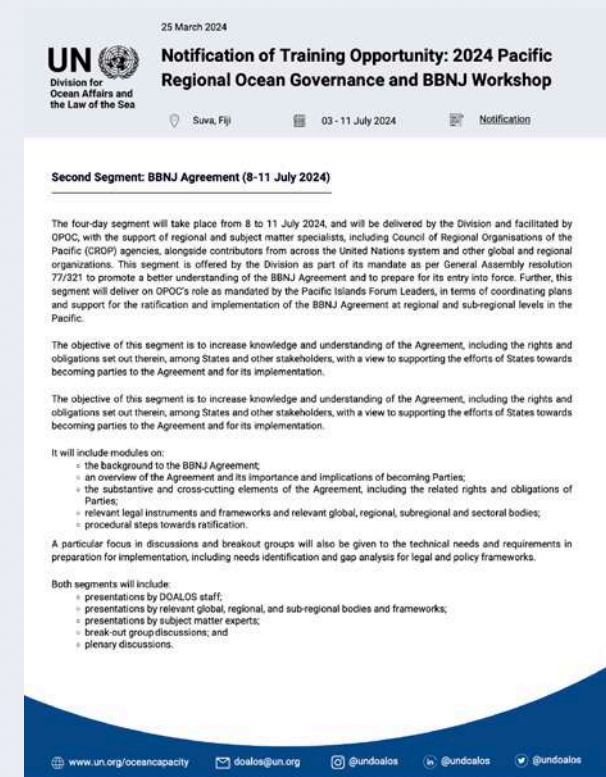 25 March 2024
UN
Division for
Ocean Affairs and
the Law of the Sea
Notification of Training Opportunity: 2024 Pacific
Regional Ocean Governance and BBNJ Workshop
Suva, Fiji
03 - 11 July 2024
Notification
Second Segment: BBNJ Agreement (8-11 July 2024)
The four-day segment will take place from 8 to 11 July 2024, and will be delivered by the Division and facilitated by
OPOC, with the support of regional and subject matter specialists, including Council of Regional Organisations of the
Pacific (CROP) agencies, alongside contributors from across the United Nations system and other global and regional
organizations. This segment is offered by the Division as part of its mandate as per General Assembly resolution
77/321 to promote a better understanding of the BBNJ Agreement and to prepare for its entry into force. Further, this
segment will deliver on OPOC's role as mandated by the Pacific Islands Forum Leaders, in terms of coordinating plans
and support for the ratification and implementation of the BBNJ Agreement at regional and sub-regional levels in the
Pacific.
The objective of this segment is to increase knowledge and understanding of the Agreement, including the rights and
obligations set out therein, among States and other stakeholders, with a view to supporting the efforts of States towards
becoming parties to the Agreement and for its implementation.
The objective of this segment is to increase knowledge and understanding of the Agreement, including the rights and
obligations set out therein, among States and other stakeholders, with a view to supporting the efforts of States towards
becoming parties to the Agreement and for its implementation.
It will include modules on:
the background to the BBNJ Agreement;
an overview of the Agreement and its importance and implications of becoming Parties;
the substantive and cross-cutting elements of the Agreement, including the related rights and obligations of
Parties;
relevant legal instruments and frameworks and relevant global, regional, subregional and sectoral bodies;
procedural steps towards ratification.
A particular focus in discussions and breakout groups will also be given to the technical needs and requirements in
preparation for implementation, including needs identification and gap analysis for legal and policy frameworks.
Both segments will include:
presentations by DOALOS staff;
presentations by relevant global, regional, and sub-regional bodies and frameworks;
presentations by subject matter experts;
break-out group discussions; and
plenary discussions.
www.un.org/oceancapacity
doalos@un.org
@undoalos
@undoalos
@undoalos